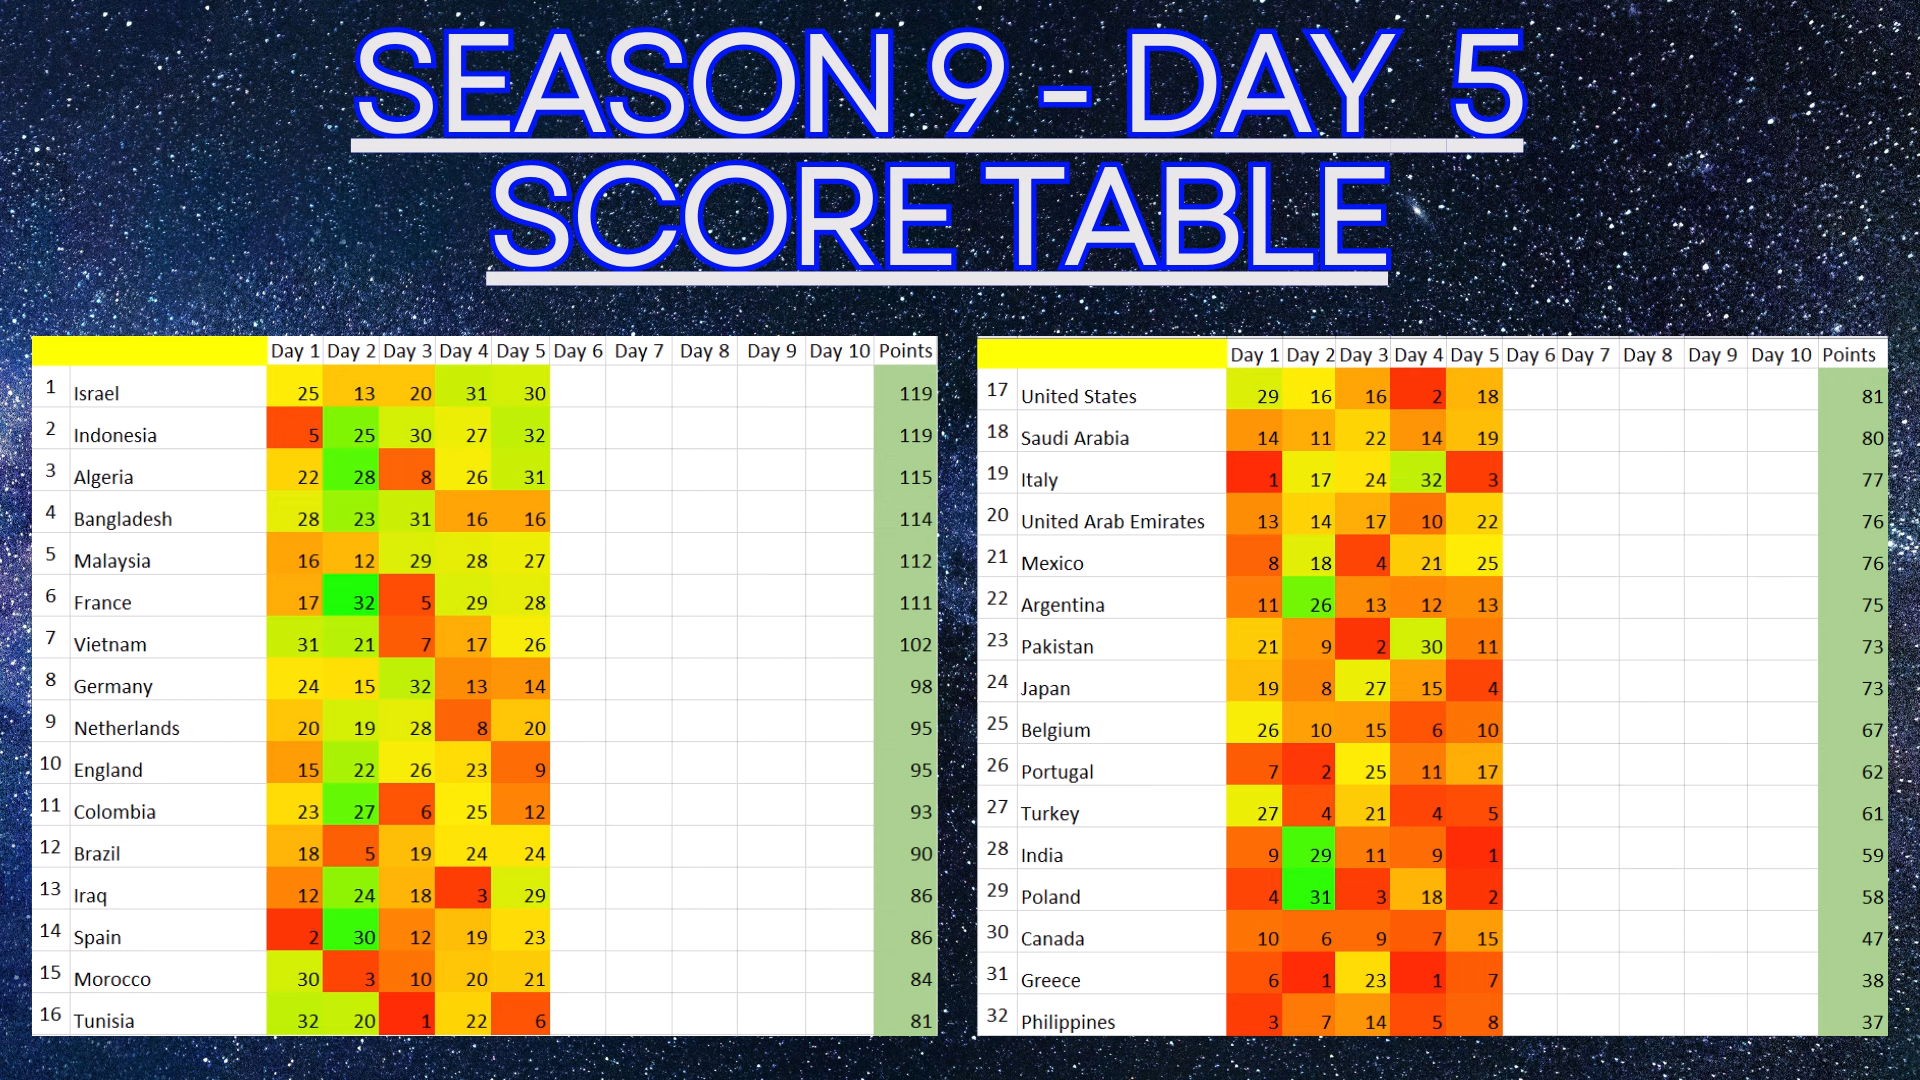 SEASON 9 - DAY 5
SCORE TABLE
Day 1 Day 2 Day 3 Day 4 Day 5 Day 6 Day 7 Day 8 Day 9 Day 10 Points
1 Israel 25 13 20 31 30 119
2 Indonesia 5 25 30 27 32 119
3 Algeria 22 28 8 26 31 115
4 Bangladesh 28 23 31 16 16 114
5 Malaysia 16 12 29 28 27 112
6 France 17 32 5 29 28 111
7 Vietnam 31 21 7 17 26 102
8 Germany 24 15 32 13 14 98
9 Netherlands 20 19 28 8 20 95
10 England 15 22 26 23 9 95
11 Colombia 23 27 6 25 12 93
12 Brazil 18 5 19 24 24 90
13 Iraq 12 24 18 3 29 86
14 Spain 2 30 12 19 23 86
15 Morocco 30 3 10 20 21 84
16 Tunisia 32 20 1 22 6 81
Day 1 Day 2 Day 3 Day 4 Day 5 Day 6 Day 7 Day 8 Day 9 Day 10 Points
17 United States 29 16 16 2 18 81
18 Saudi Arabia 14 11 22 14 19 80
19 Italy 1 17 24 32 3 77
20 United Arab Emirates 13 14 17 10 22 76
21 Mexico 8 18 4 21 25 76
22 Argentina 11 26 13 12 13 75
23 Pakistan 21 9 2 30 11 73
24 Japan 19 8 27 15 4 73
25 Belgium 26 10 15 6 10 67
26 Portugal 7 2 25 11 17 62
27 Turkey 27 4 21 4 5 61
28 India 9 29 11 9 1 59
29 Poland 4 31 3 18 2 58
30 Canada 10 6 9 7 15 47
31 Greece 6 1 23 1 7 38
32 Philippines 3 7 14 5 8 37